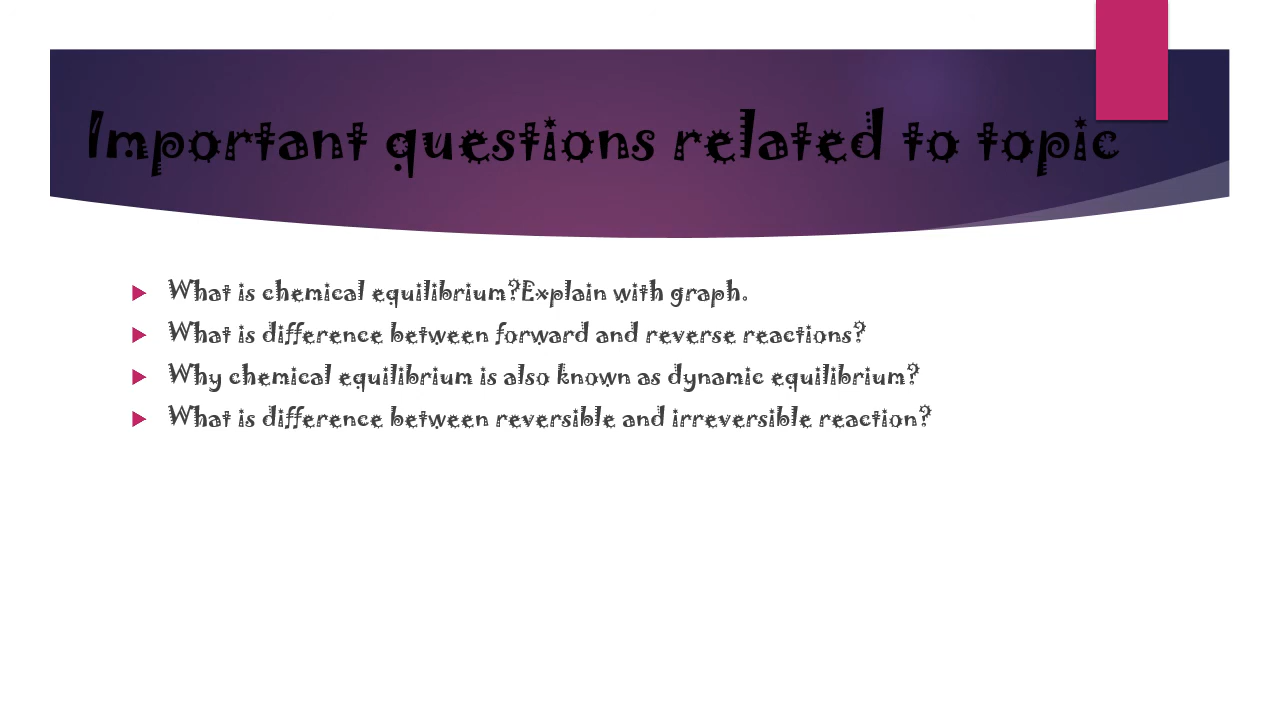 Important questions related to topic
What is chemical equilibrium?Explain with graph.
What is difference between forward and reverse reactions?
Why chemical equilibrium is also known as dynamic equilibrium?
What is difference between reversible and irreversible reaction?